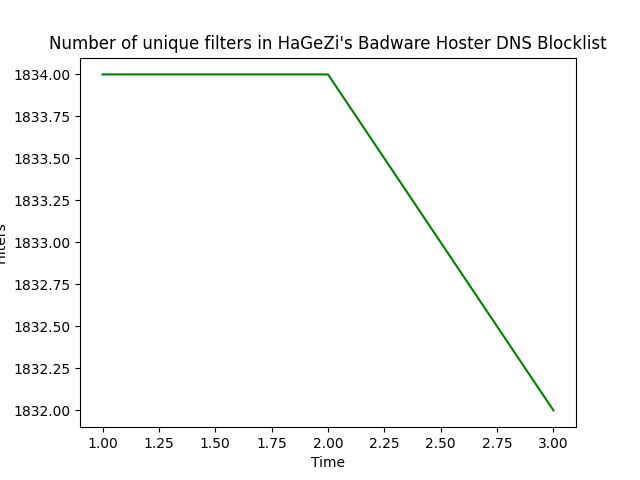 Number of unique filters in HaGeZi's Badware Hoster DNS Blocklist
1834.00
1833.75
1833.50
1833.25
1833.00
1832.75
1832.50
1832.25
1832.00
Filters
1.00 1.25 1.50 1.75 2.00 2.25 2.50 2.75 3.00
Time